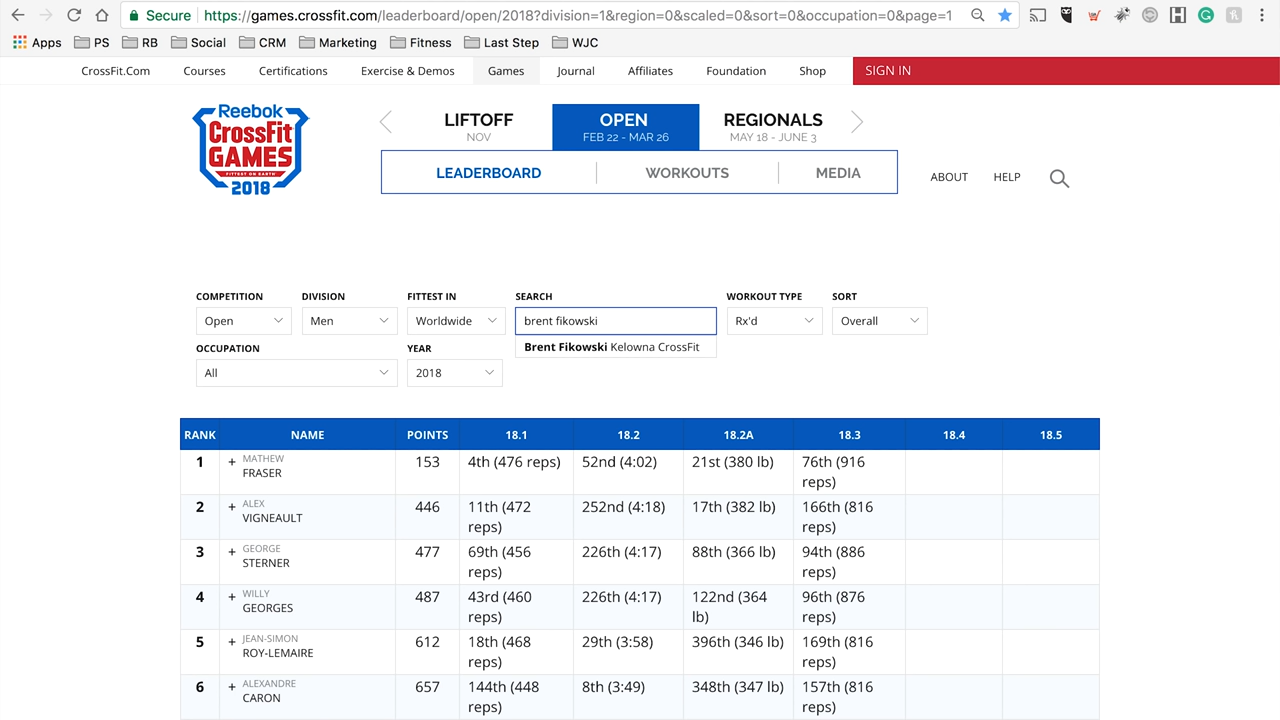 Secure https://games.crossfit.com/leaderboard/open/2018?division=1&region=0&scaled=0&sort=0&occupation=0&page=1
Apps PS RB Social CRM Marketing Fitness Last Step WJC
CrossFit.Com Courses Certifications Exercise & Demos Games Journal Affiliates Foundation Shop SIGN IN
Reebok
CrossFit
GAMES
FITTEST ON EARTH
2018
LIFTOFF OPEN REGIONALS
NOV FEB 22 - MAR 26 MAY 18 - JUNE 3
LEADERBOARD WORKOUTS MEDIA
ABOUT HELP
COMPETITION DIVISION FITTEST IN SEARCH WORKOUT TYPE SORT
Open Men Worldwide brent fikowski Rx'd Overall
Brent Fikowski Kelowna CrossFit
OCCUPATION YEAR
All 2018
RANK NAME POINTS 18.1 18.2 18.2A 18.3 18.4 18.5
1 + MATHEW 153 4th (476 reps) 52nd (4:02) 21st (380 lb) 76th (916
FRASER reps)
2 + ALEX 446 11th (472 252nd (4:18) 17th (382 lb) 166th (816
VIGNEAULT reps) reps)
3 + GEORGE 477 69th (456 226th (4:17) 88th (366 lb) 94th (886
STERNER reps) reps)
4 + WILLY 487 43rd (460 226th (4:17) 122nd (364 96th (876
GEORGES reps) lb) reps)
5 + JEAN-SIMON 612 18th (468 29th (3:58) 396th (346 lb) 169th (816
ROY-LEMAIRE reps) reps)
6 + ALEXANDRE 657 144th (448 8th (3:49) 348th (347 lb) 157th (816
CARON reps) reps)